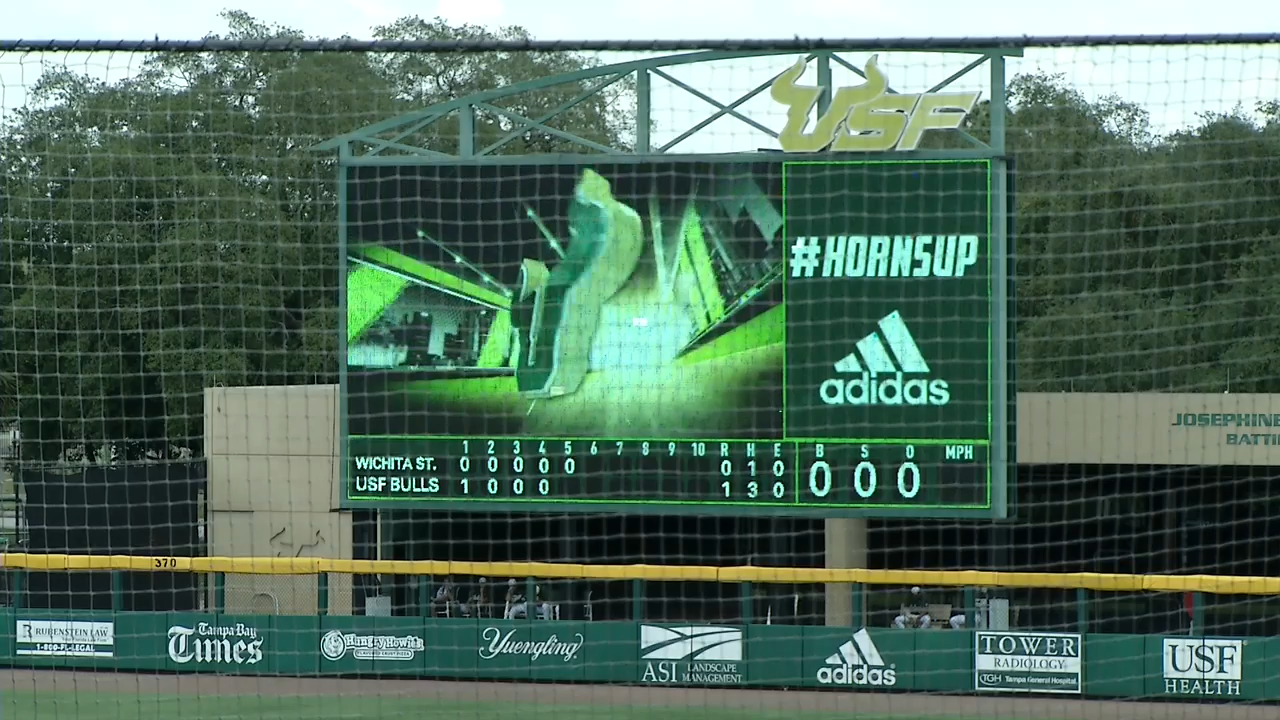 USF
#HORNSUP
adidas
1 2 3 4 5 6 7 8 9 10 R H E B S O MPH
WICHITA ST. 0 0 0 0 0 0 1 0
USF BULLS 1 0 0 0 1 3 0
0 0 0
JOSEPHINE
BATTI
370
RUBENSTEIN LAW
1-800-FL-LEGAL
Tampa Bay
Times
Hungry Howie's
Yuengling
ASI LANDSCAPE
MANAGEMENT
adidas
TOWER
RADIOLOGY
TGH Tampa General Hospital
USF
HEALTH